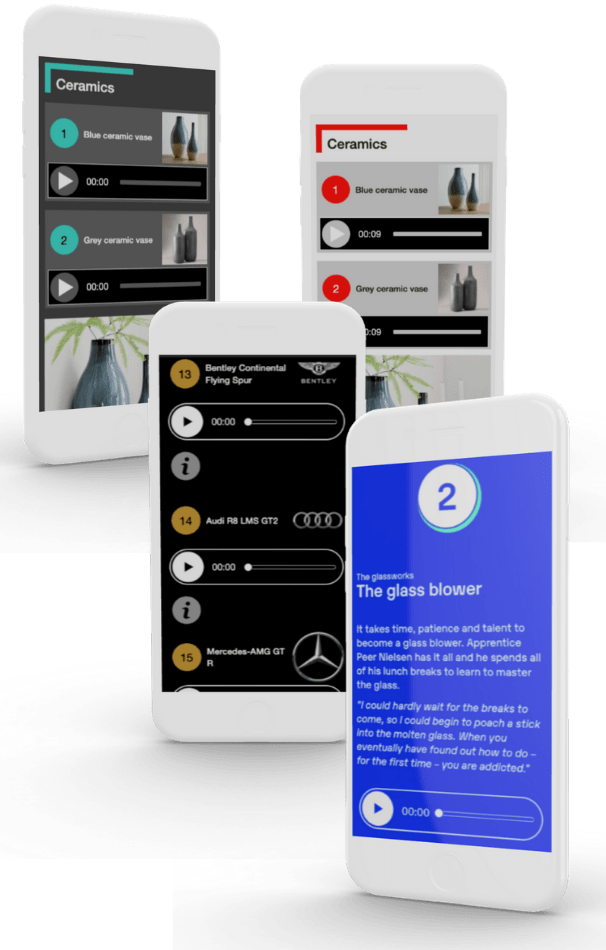 Ceramics
1
Blue ceramic vase
00:00
2
Grey ceramic vase
00:00
Ceramics
1
Blue ceramic vase
00:09
2
Grey ceramic vase
0:09
13
Bentley Continental
Flying Spur
B
BENTLEY
00:00
i
14
Audi R8 LMS GT2
00:00
i
15
Mercedes-AMG GT
R
2
The glassworks
The glass blower
It takes time, patience and talent to
become a glass blower. Apprentice
Peer Nielsen has it all and he spends all
of his lunch breaks to learn to master
the glass.
"I could hardly wait for the breaks to
come, so i could begin to poach a stick
into the molten glass. When you
eventually have found out how to do –
for the first time – you are addicted."
00:00